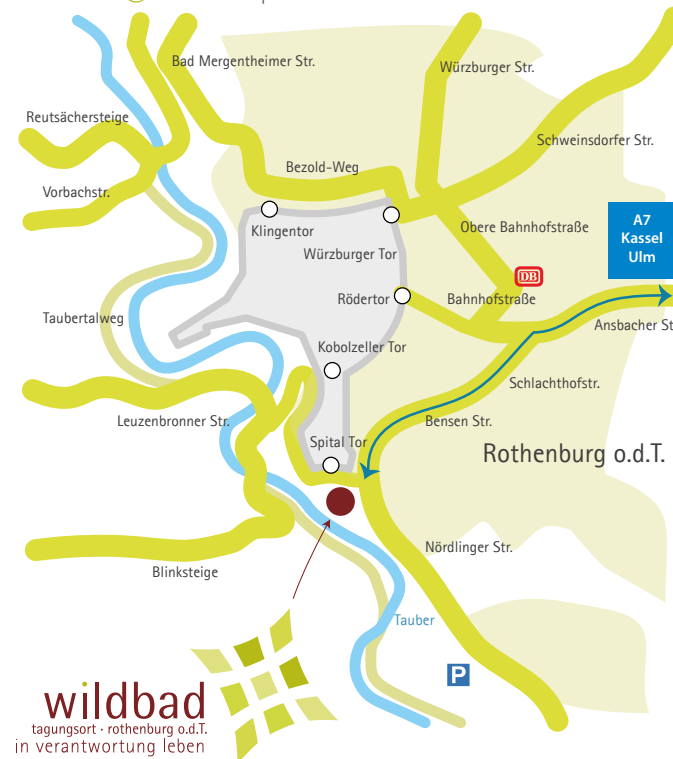 Bad Mergentheimer Str.
Würzburger Str.
Reutsächersteige
Schweinsdorfer Str.
Bezold-Weg
Vorbachstr.
Klingentor
Obere Bahnhofstraße
A7
Kassel
Ulm
Würzburger Tor
DB
Rödertor
Bahnhofstraße
Taubertalweg
Ansbacher St
Kobolzeller Tor
Schlachthofstr.
Leuzenbronner Str.
Bensen Str.
Spital Tor
Rothenburg o.d.T.
Nördlinger Str.
Blinksteige
Tauber
P
wildbad
tagungsort · rothenburg o.d.T.
in verantwortung leben